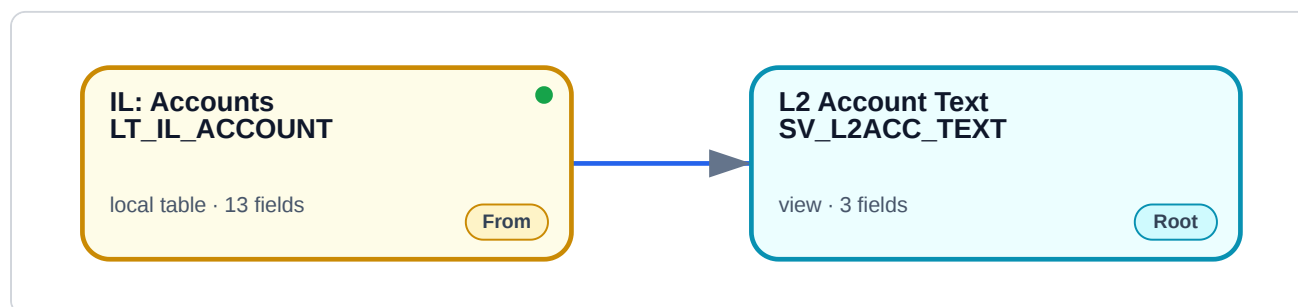 IL: Accounts
LT_IL_ACCOUNT
local table · 13 fields
From
L2 Account Text
SV_L2ACC_TEXT
view · 3 fields
Root